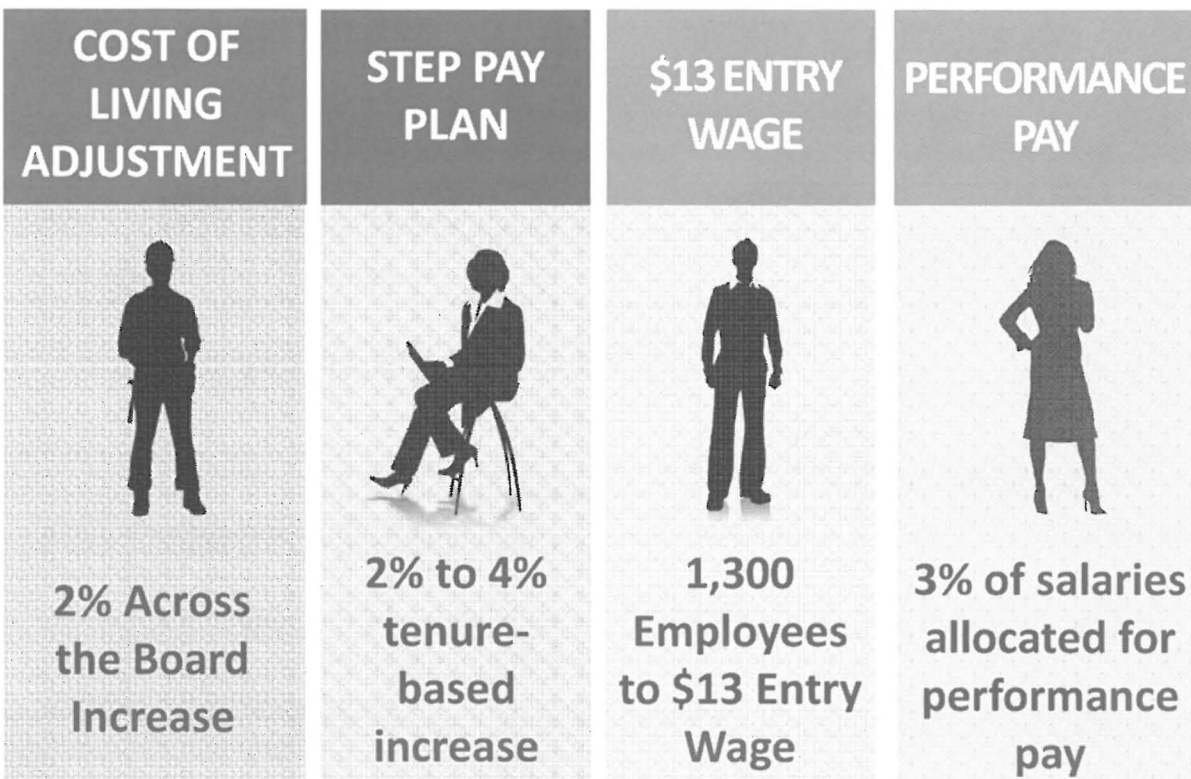 COST OF
LIVING
ADJUSTMENT
2% Across
the Board
Increase
STEP PAY
PLAN
2% to 4%
tenure-
based
increase
$13 ENTRY
WAGE
1,300
Employees
to $13 Entry
Wage
PERFORMANCE
PAY
3% of salaries
allocated for
performance
pay